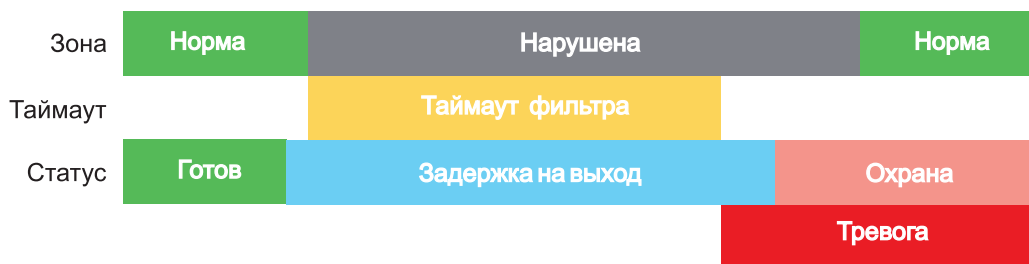 Зона Норма Нарушена Норма
Таймаут Таймаут фильтра
Статус Готов Задержка на выход Охрана
Тревога